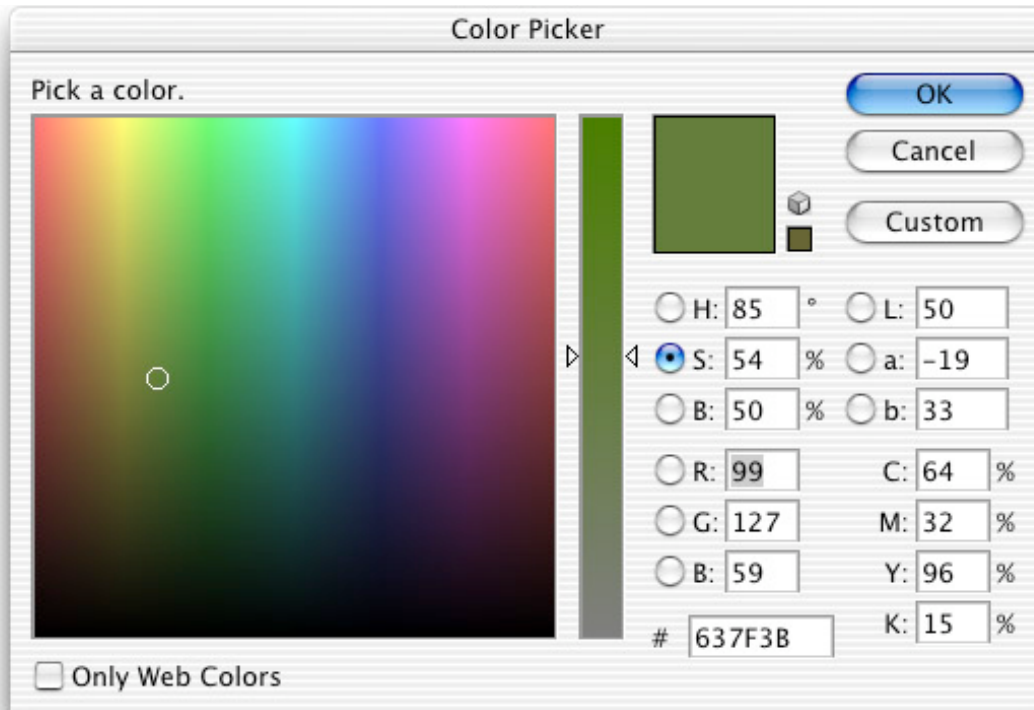 Color Picker
Pick a color.
OK
Cancel
Custom
H: 85 °
L: 50
S: 54 %
a: -19
B: 50 %
b: 33
R: 99
C: 64 %
G: 127
M: 32 %
B: 59
Y: 96 %
# 637F3B
K: 15 %
Only Web Colors